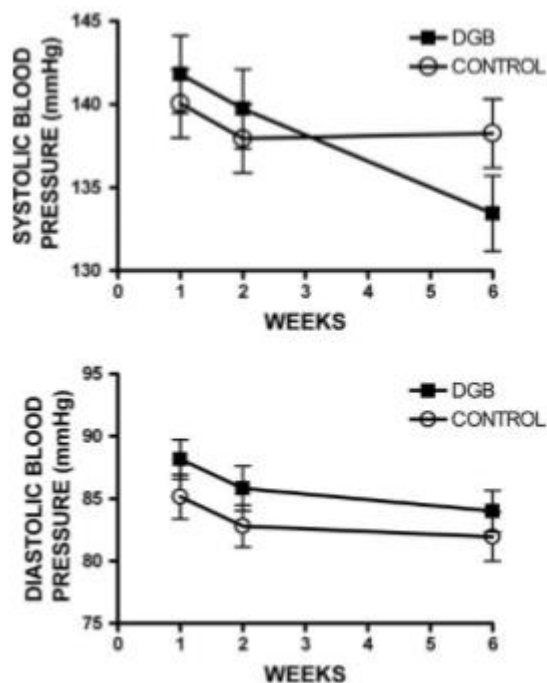 145
DGB
CONTROL
140
135
130
SYSTOLIC BLOOD
PRESSURE (mmHg)
0 1 2 3 4 5 6
WEEKS
95
DGB
CONTROL
90
85
80
75
DIASTOLIC BLOOD
PRESSURE (mmHg)
0 1 2 3 4 5 6
WEEKS